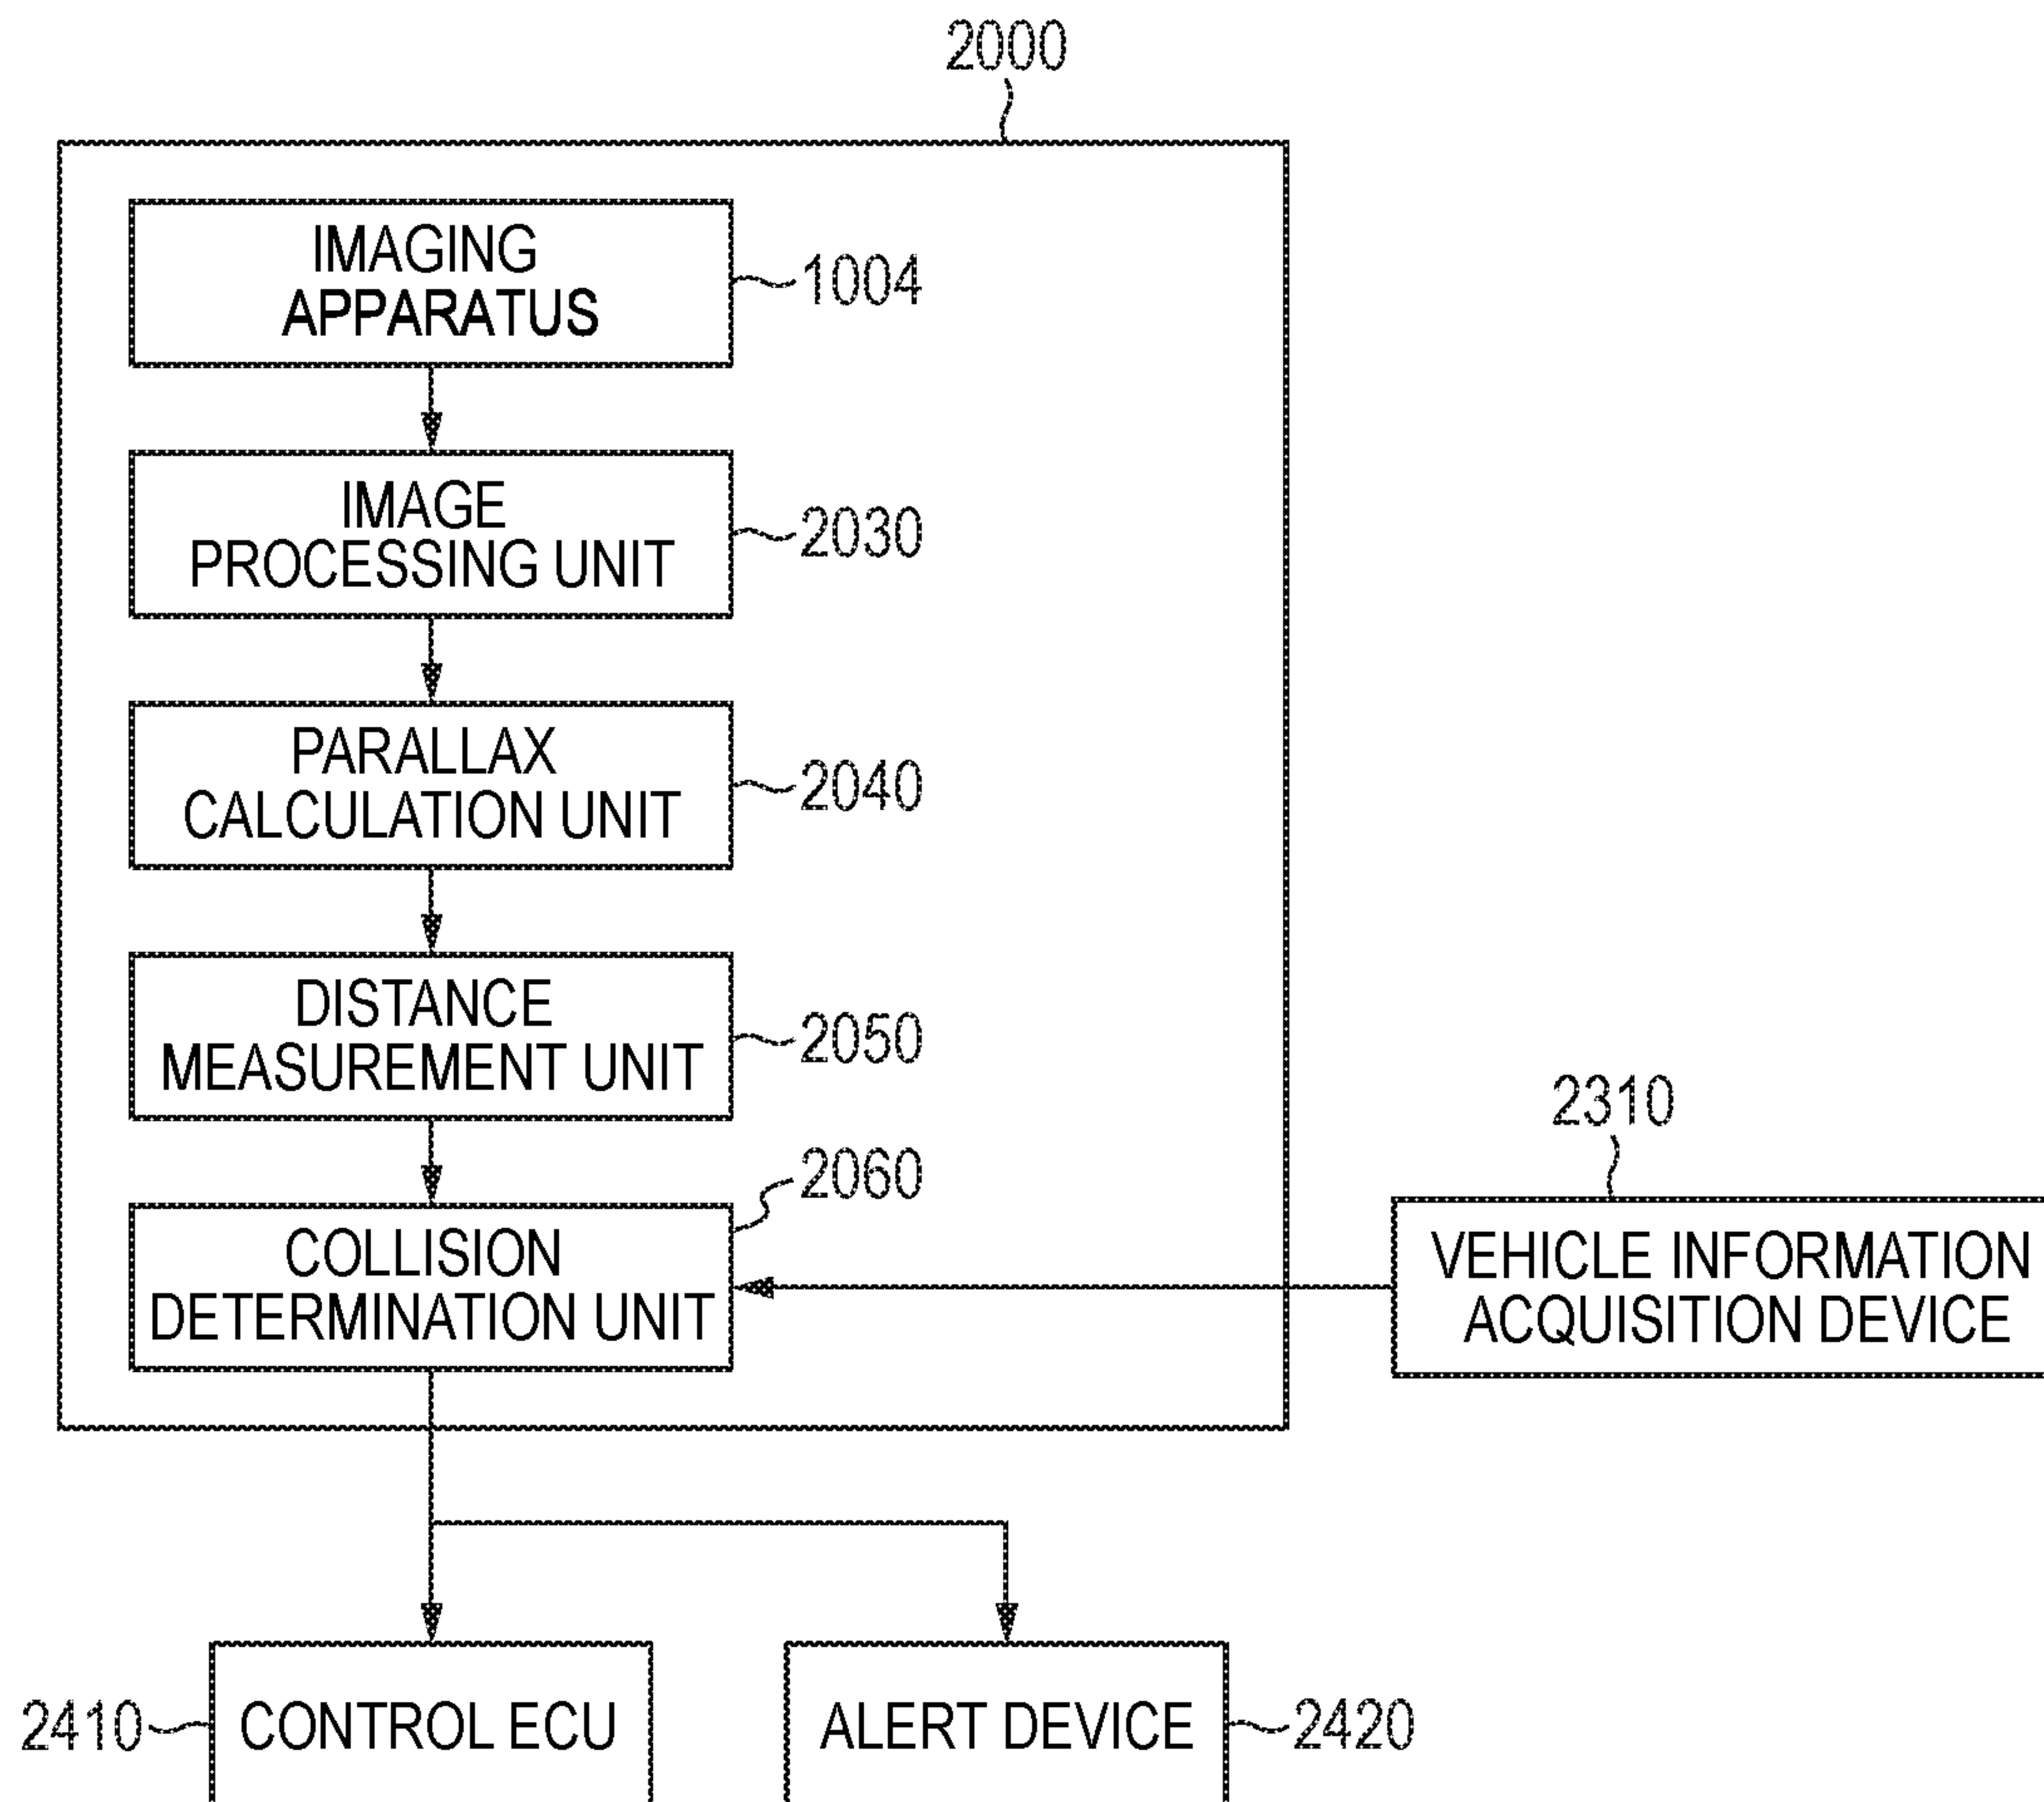 2000
IMAGING
APPARATUS
1004
IMAGE
PROCESSING UNIT
2030
PARALLAX
CALCULATION UNIT
2040
DISTANCE
MEASUREMENT UNIT
2050
2310
2060
COLLISION
DETERMINATION UNIT
VEHICLE INFORMATION
ACQUISITION DEVICE
2410
CONTROL ECU
ALERT DEVICE
2420